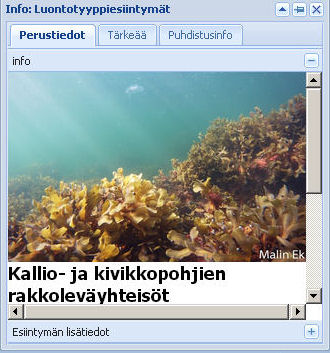 Info: Luontotyyppiesiintymät
Perustiedot Tärkeää Puhdistusinfo
info
Malin Ek
Kallio- ja kivikkopohjien
rakkoleväyhteisöt
Esiintymän lisätiedot